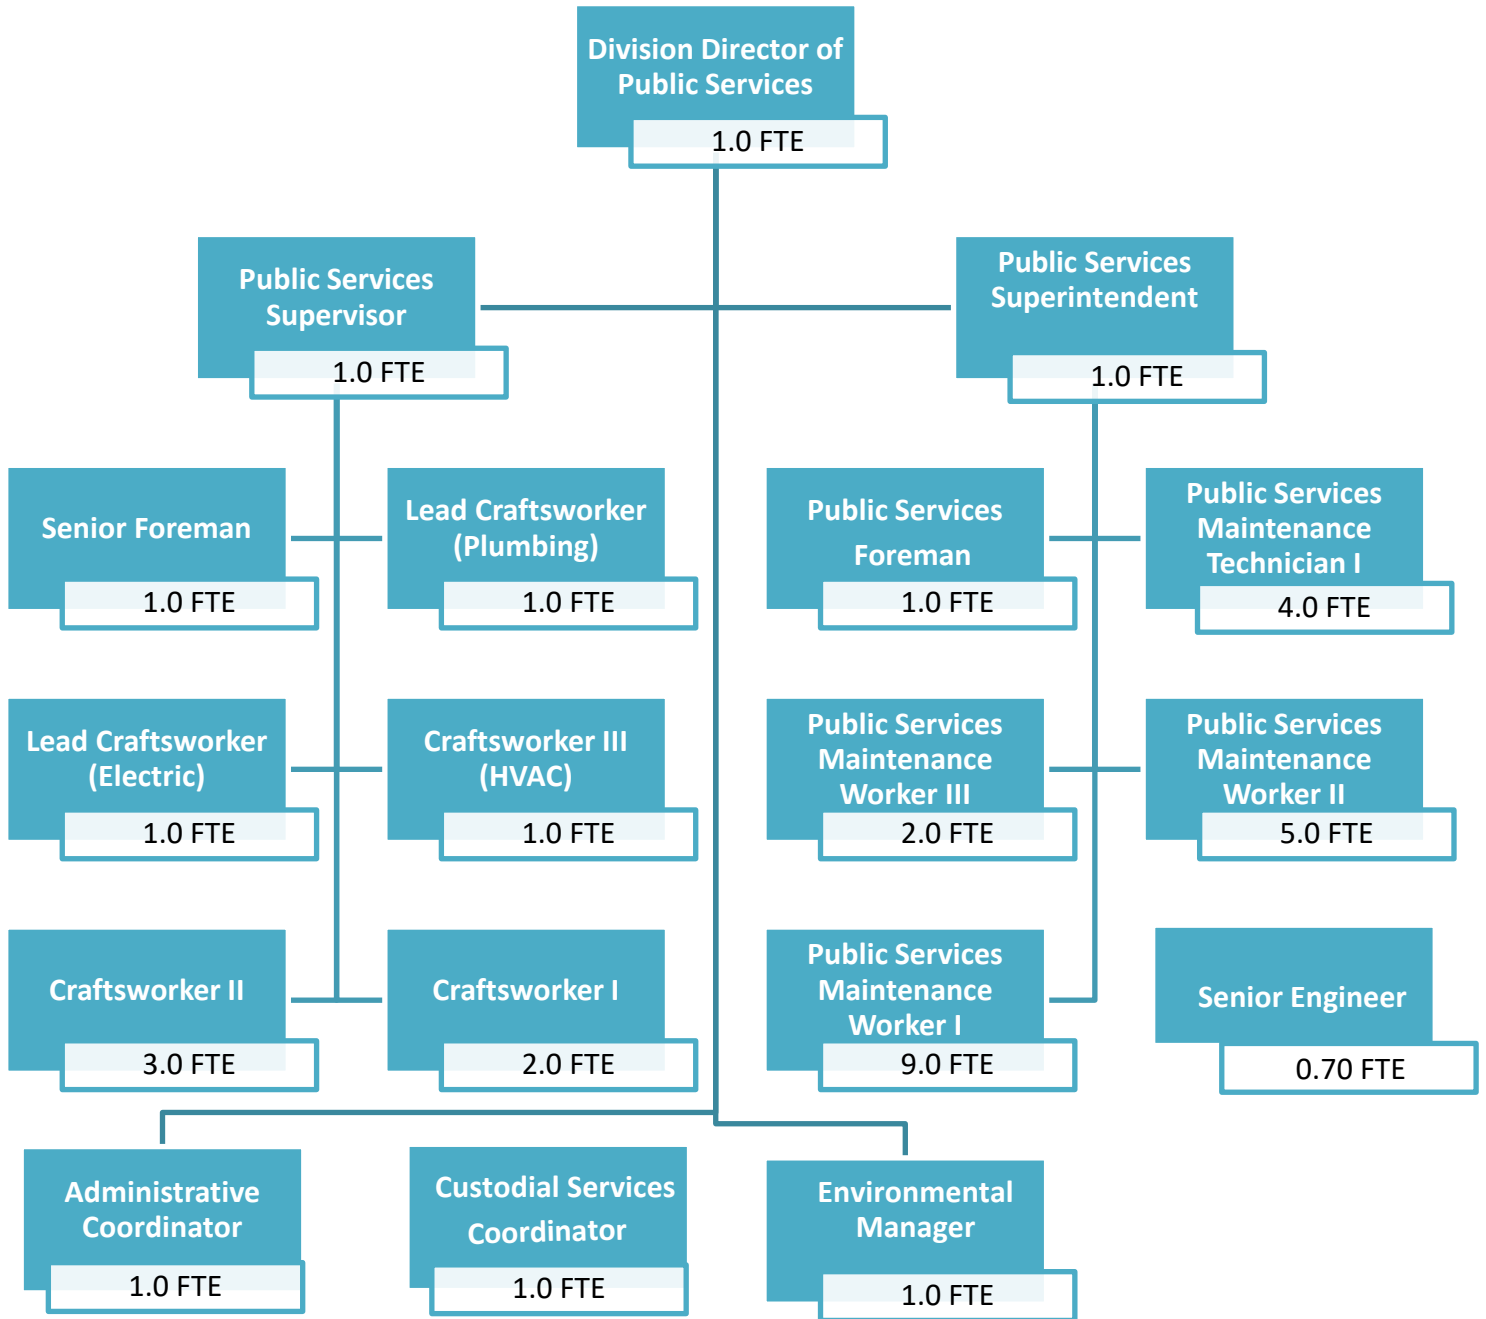 Division Director of
Public Services
1.0 FTE
Public Services
Supervisor
1.0 FTE
Public Services
Superintendent
1.0 FTE
Senior Foreman
1.0 FTE
Lead Craftsworker
(Plumbing)
1.0 FTE
Public Services
Foreman
1.0 FTE
Public Services
Maintenance
Technician I
4.0 FTE
Lead Craftsworker
(Electric)
1.0 FTE
Craftsworker III
(HVAC)
1.0 FTE
Public Services
Maintenance
Worker III
2.0 FTE
Public Services
Maintenance
Worker II
5.0 FTE
Craftsworker II
3.0 FTE
Craftsworker I
2.0 FTE
Public Services
Maintenance
Worker I
9.0 FTE
Senior Engineer
0.70 FTE
Administrative
Coordinator
1.0 FTE
Custodial Services
Coordinator
1.0 FTE
Environmental
Manager
1.0 FTE